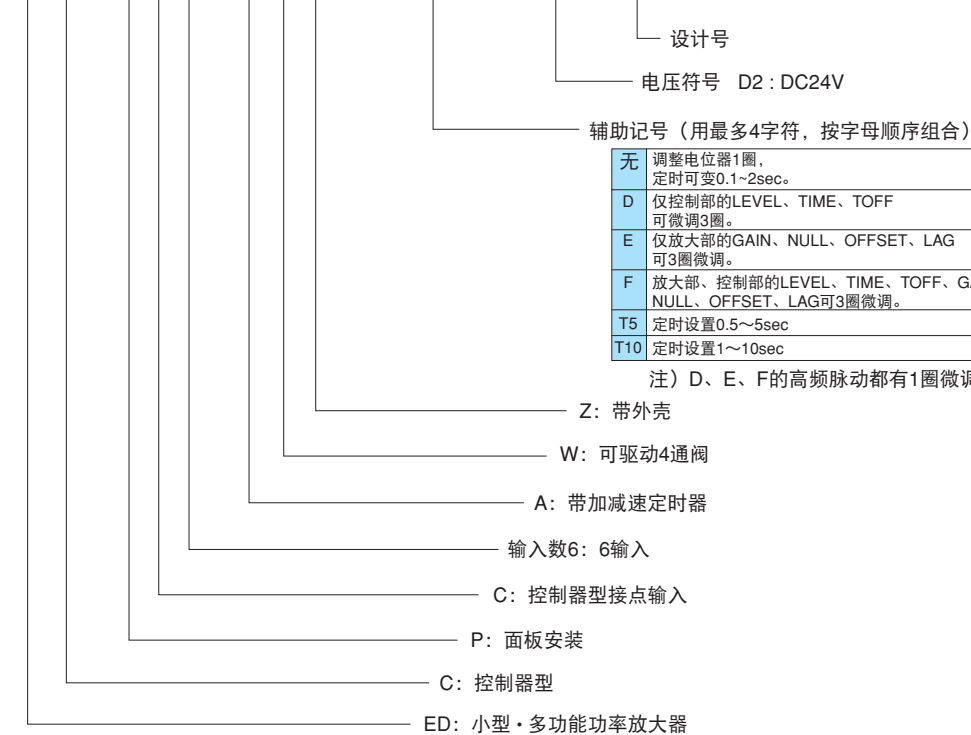 设计号
电压符号 D2 : DC24V
辅助记号（用最多4字符，按字母顺序组合）
无 调整电位器1圈，
定时可变0.1~2sec。
D 仅控制部的LEVEL、TIME、TOFF
可微调3圈。
E 仅放大部的GAIN、NULL、OFFSET、LAG
可3圈微调。
F 放大部、控制部的LEVEL、TIME、TOFF、GA
NULL、OFFSET、LAG可3圈微调。
T5 定时设置0.5～5sec
T10 定时设置1～10sec
注）D、E、F的高频脉动都有1圈微调
Z：带外壳
W：可驱动4通阀
A：带加减速定时器
输入数6：6输入
C：控制器型接点输入
P：面板安装
C：控制器型
ED：小型・多功能功率放大器